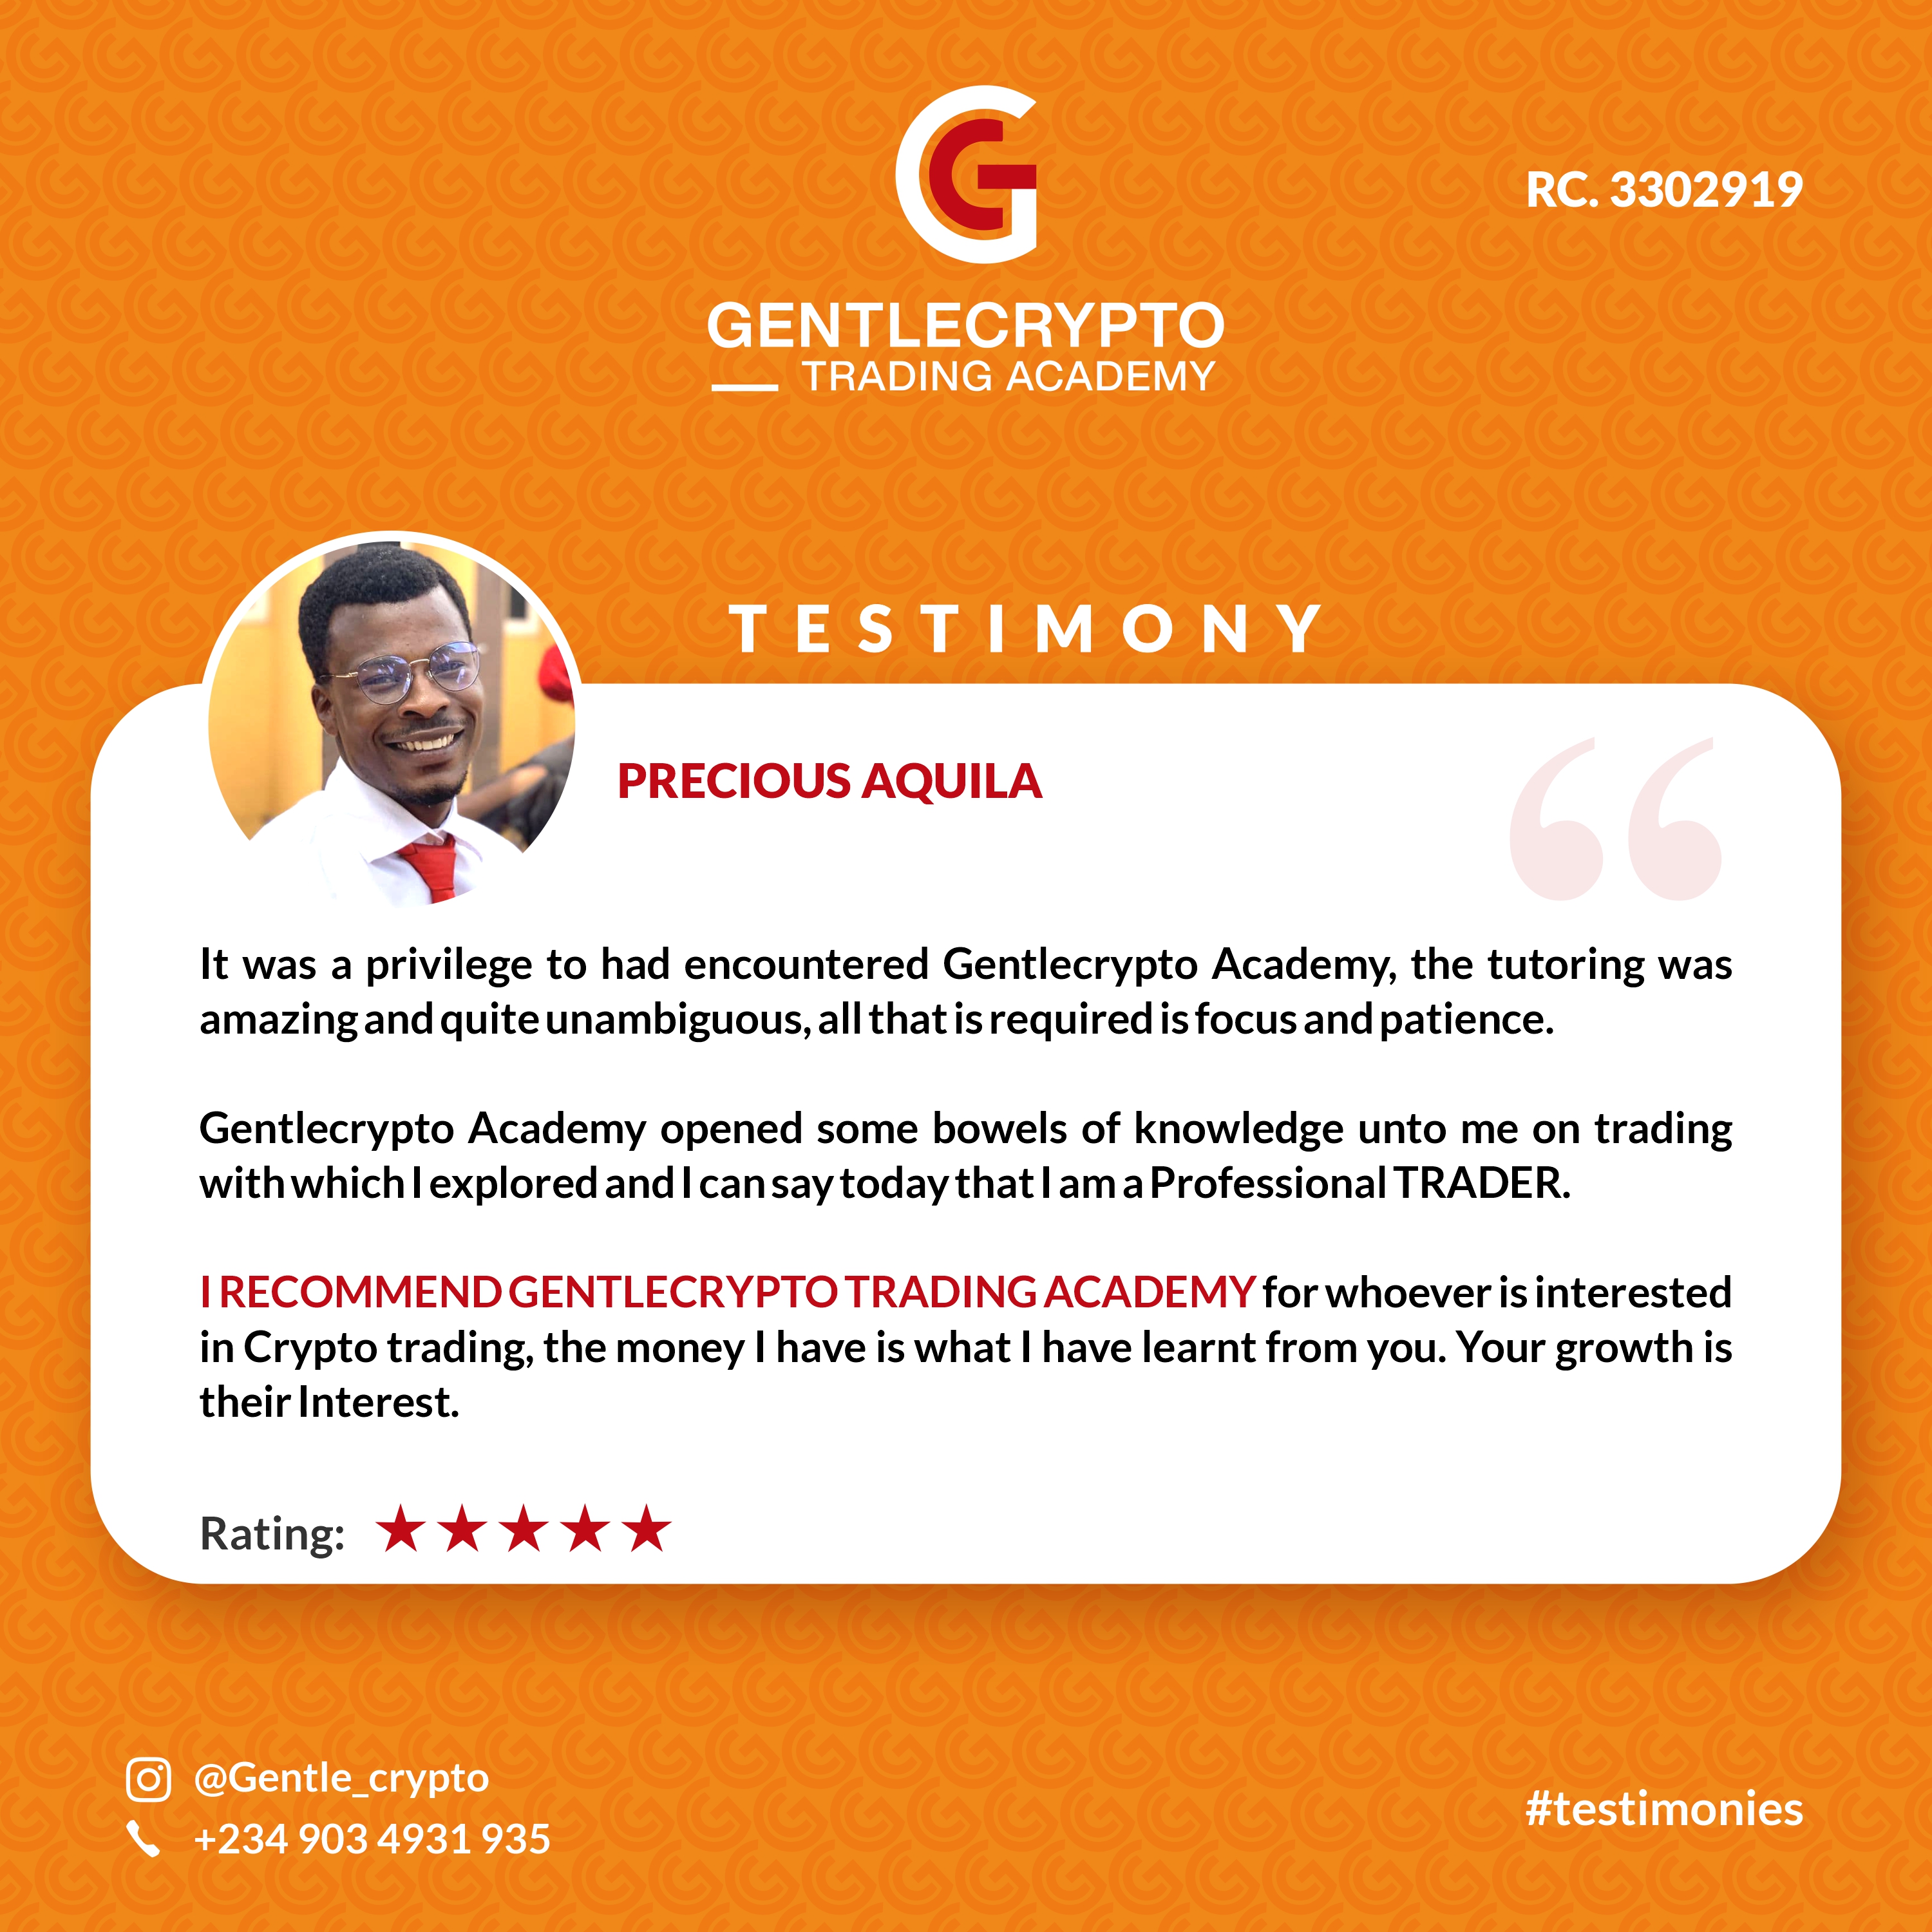 RC. 3302919
GENTLECRYPTO
TRADING ACADEMY
TESTIMONY
PRECIOUS AQUILA
It was a privilege to had encountered Gentlecrypto Academy, the tutoring was
amazing and quite unambiguous, all that is required is focus and patience.
Gentlecrypto Academy opened some bowels of knowledge unto me on trading
with which I explored and I can say today that I am a Professional TRADER.
I RECOMMEND GENTLECRYPTO TRADING ACADEMY for whoever is interested
in Crypto trading, the money I have is what I have learnt from you. Your growth is
their Interest.
Rating: ★★★★★
@Gentle_crypto
+234 903 4931 935
#testimonies